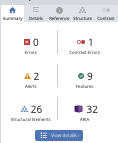 Summary Details Reference Structure Contrast
0 1
Errors Contrast Errors
2 9
Alerts Features
26 32
Structural Elements ARIA
View details ›